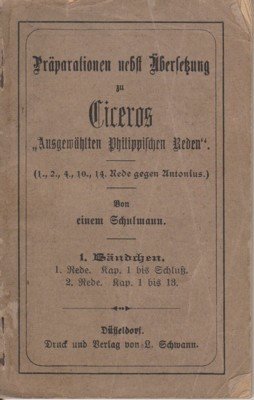 Präparationen nebst Übersetzung
zu
Ciceros
„Ausgewählten Philippischen Reden“.
(1., 2., 4., 10., 14. Rede gegen Antonius.)
Von
einem Schulmann.
1. Bändchen.
1. Rede. Kap. 1 bis Schluß.
2. Rede. Kap. 1 bis 13.
Düsseldorf.
Druck und Verlag von L. Schwann.